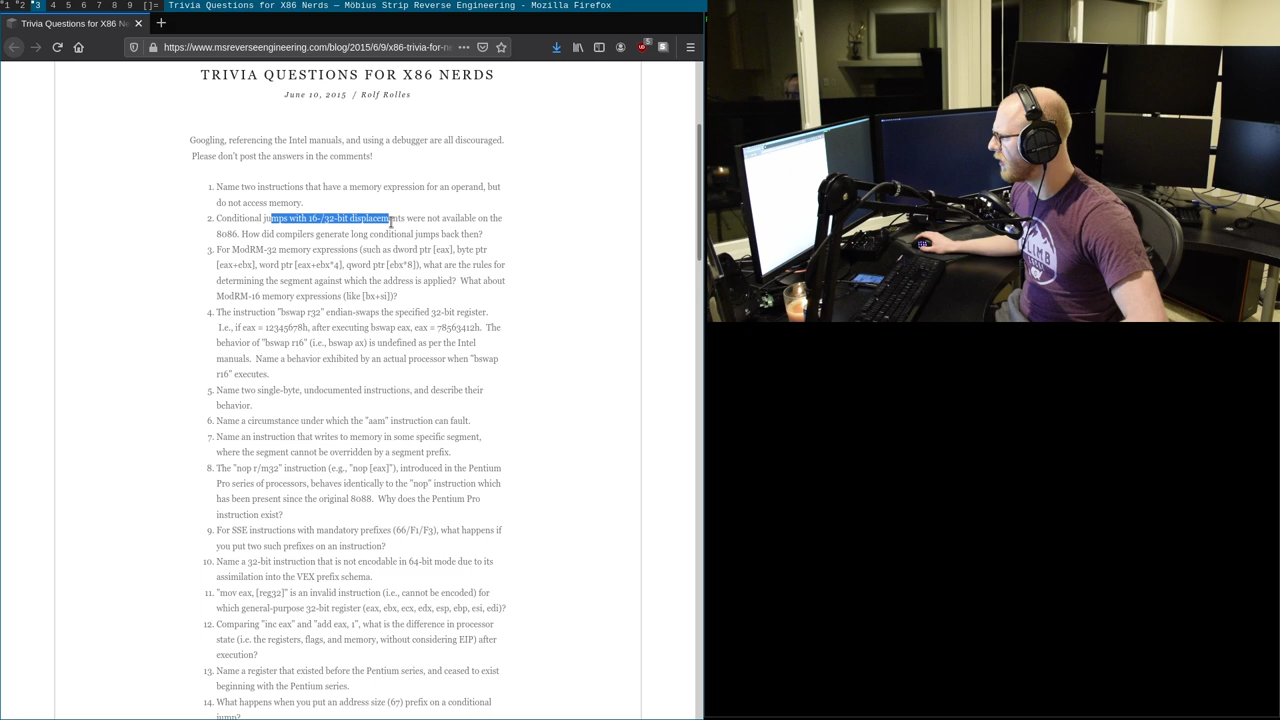 1 2 3 4 5 6 7 8 9 []= Trivia Questions for X86 Nerds — Möbius Strip Reverse Engineering - Mozilla Firefox
Trivia Questions for X86 Ne
https://www.msreverseengineering.com/blog/2015/6/9/x86-trivia-for-ne
5
TRIVIA QUESTIONS FOR X86 NERDS
June 10, 2015 / Rolf Rolles
Googling, referencing the Intel manuals, and using a debugger are all discouraged.
Please don't post the answers in the comments!
1. Name two instructions that have a memory expression for an operand, but
do not access memory.
2. Conditional jumps with 16-/32-bit displacements were not available on the
8086. How did compilers generate long conditional jumps back then?
3. For ModRM-32 memory expressions (such as dword ptr [eax], byte ptr
[eax+ebx], word ptr [eax+ebx*4], qword ptr [ebx*8]), what are the rules for
determining the segment against which the address is applied? What about
ModRM-16 memory expressions (like [bx+si])?
4. The instruction "bswap r32" endian-swaps the specified 32-bit register.
I.e., if eax = 12345678h, after executing bswap eax, eax = 78563412h. The
behavior of "bswap r16" (i.e., bswap ax) is undefined as per the Intel
manuals. Name a behavior exhibited by an actual processor when "bswap
r16" executes.
5. Name two single-byte, undocumented instructions, and describe their
behavior.
6. Name a circumstance under which the "aam" instruction can fault.
7. Name an instruction that writes to memory in some specific segment,
where the segment cannot be overridden by a segment prefix.
8. The "nop r/m32" instruction (e.g., "nop [eax]"), introduced in the Pentium
Pro series of processors, behaves identically to the "nop" instruction which
has been present since the original 8088. Why does the Pentium Pro
instruction exist?
9. For SSE instructions with mandatory prefixes (66/F1/F3), what happens if
you put two such prefixes on an instruction?
10. Name a 32-bit instruction that is not encodable in 64-bit mode due to its
assimilation into the VEX prefix schema.
11. "mov eax, [reg32]" is an invalid instruction (i.e., cannot be encoded) for
which general-purpose 32-bit register (eax, ebx, ecx, edx, esp, ebp, esi, edi)?
12. Comparing "inc eax" and "add eax, 1", what is the difference in processor
state (i.e. the registers, flags, and memory, without considering EIP) after
execution?
13. Name a register that existed before the Pentium series, and ceased to exist
beginning with the Pentium series.
14. What happens when you put an address size (67) prefix on a conditional
jump?
CLIMB